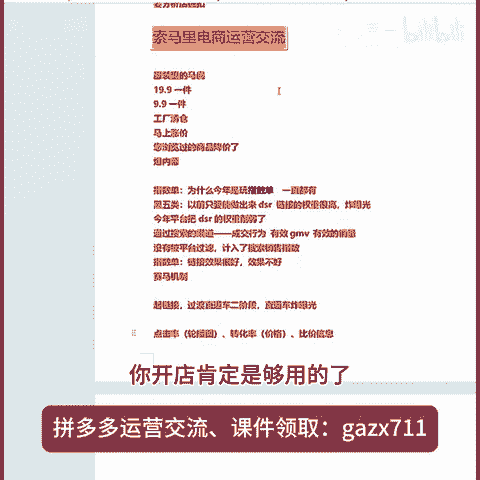 索马里电商运营交流
bilibili
19.9 一件
9.9 一件
工厂清仓
马上涨价
您浏览过的商品降价了
爆内幕
指数单：为什么今年是玩指数单 一直都有
黑五类：以前只要能做出来 dsr 链接的权重很高，炸曝光
今年平台把 dsr 的权重削弱了
通过搜索的渠道——成交行为 有效 gmv 有效的销量
没有被平台过滤，计入了搜索销售指数
指数单：链接效果很好，效果不好
赛马机制
起链接，过渡直通车二阶段，直通车炸曝光
点击率（轮播图）、转化率（价格）、比价信息
你开店肯定是够用的了
拼多多运营交流、课件领取：gazx711